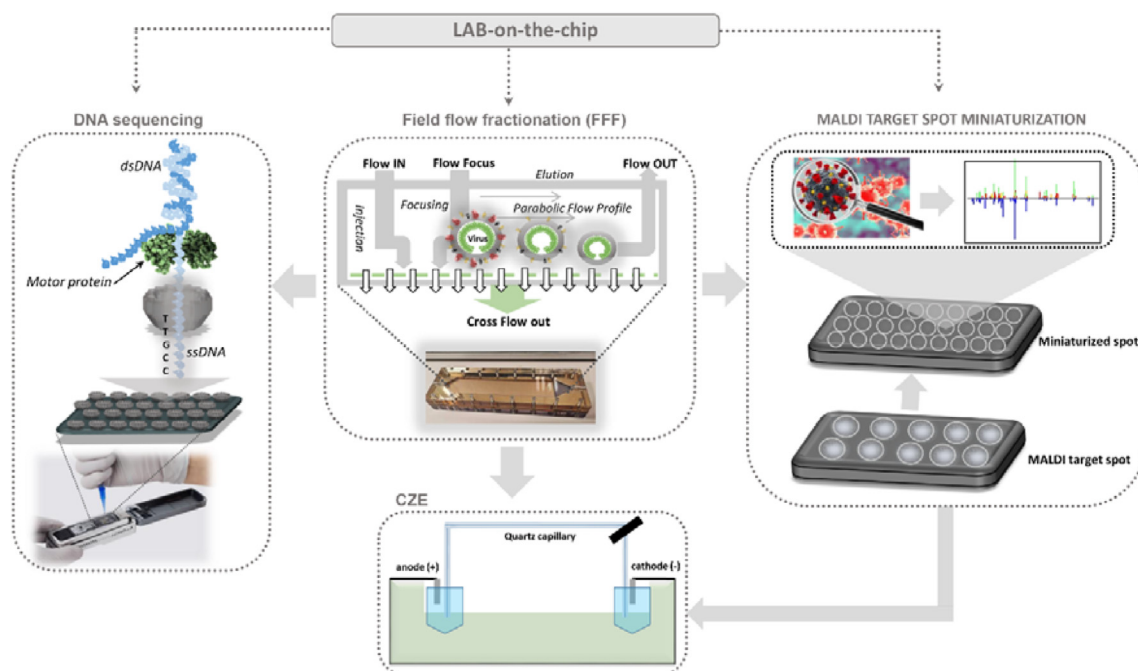 LAB-on-the-chip
DNA sequencing
dsDNA
Motor protein
T
T
G
C
C
ssDNA
Field flow fractionation (FFF)
Flow IN
Flow Focus
Flow OUT
Elution
Injection
Focusing
Parabolic Flow Profile
Virus
Cross Flow out
MALDI TARGET SPOT MINIATURIZATION
Miniaturized spot
MALDI target spot
CZE
Quartz capillary
anode (+)
cathode (-)